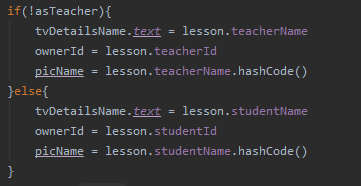 if(!asTeacher){
    tvDetailsName.text = lesson.teacherName
    ownerId = lesson.teacherId
    picName = lesson.teacherName.hashCode()
}else{
    tvDetailsName.text = lesson.studentName
    ownerId = lesson.studentId
    picName = lesson.studentName.hashCode()
}